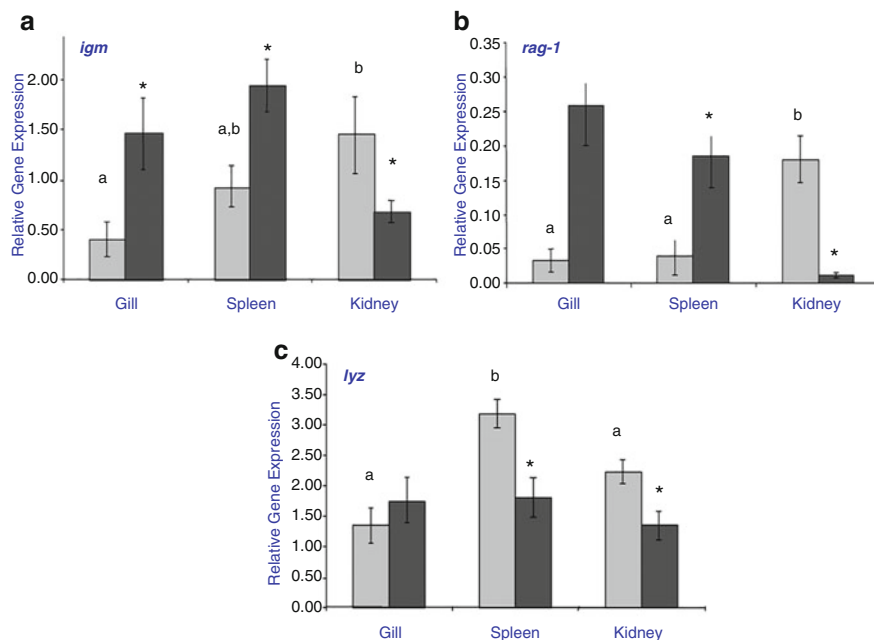 a
igm
Relative Gene Expression
2.00
1.50
1.00
0.50
0.00
a
*
a,b
*
b
*
Gill Spleen Kidney
b
rag-1
Relative Gene Expression
0.35
0.30
0.25
0.20
0.15
0.10
0.05
0.00
a
a
*
b
*
Gill Spleen Kidney
c
lyz
Relative Gene Expression
4.00
3.50
3.00
2.50
2.00
1.50
1.00
0.50
0.00
a
b
*
a
*
Gill Spleen Kidney